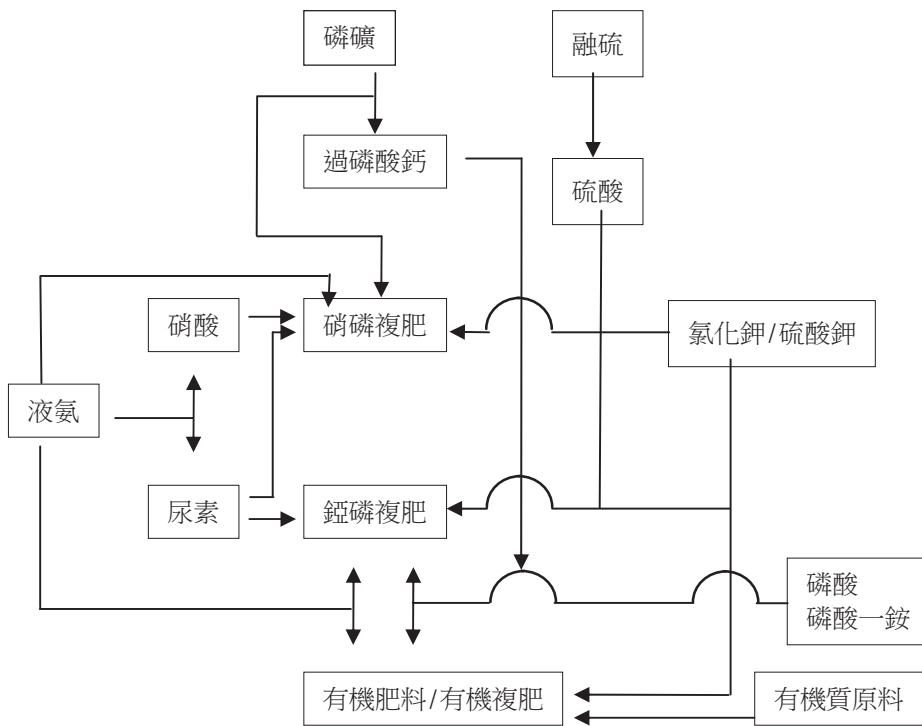 磷礦
融硫
過磷酸鈣
硫酸
硝酸
硝磷複肥
氯化鉀/硫酸鉀
液氨
尿素
錏磷複肥
磷酸
磷酸一銨
有機肥料/有機複肥
有機質原料